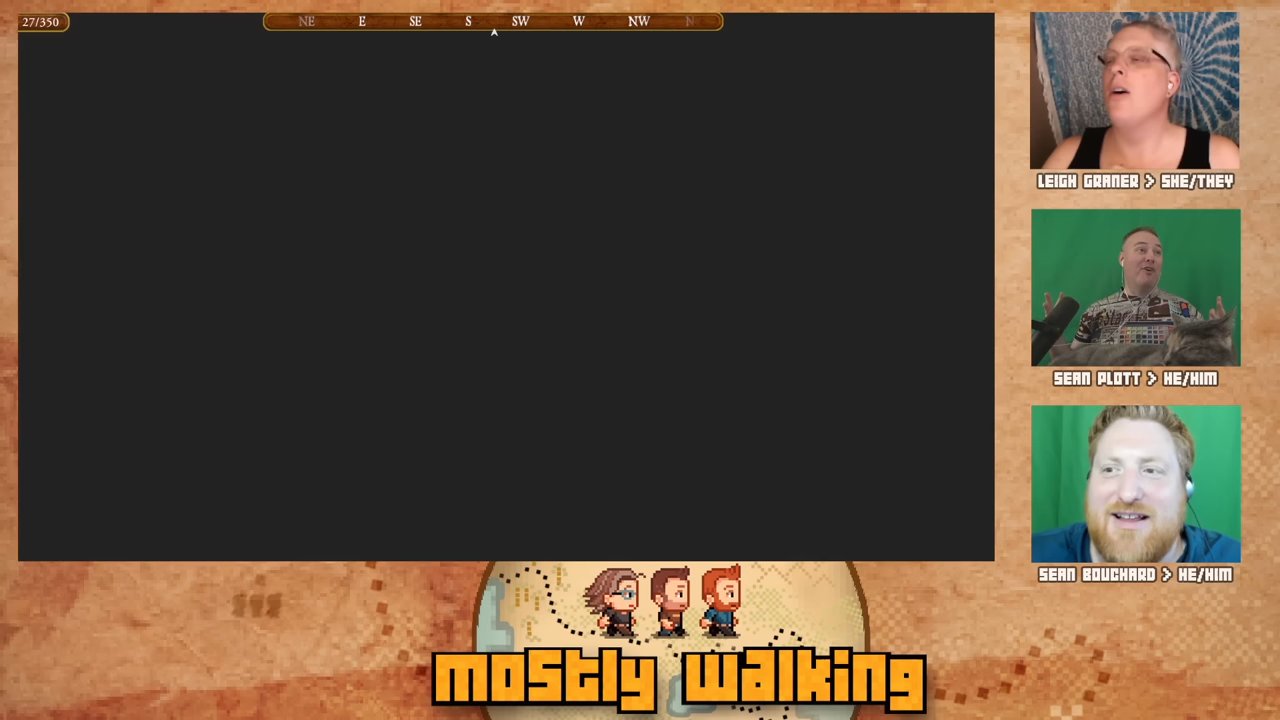 27/350
NE E SE S SW W NW N
LEIGH GRANER > SHE/THEY
SEAN PLOTT > HE/HIM
SEAN BOUCHARD > HE/HIM
mostly walking